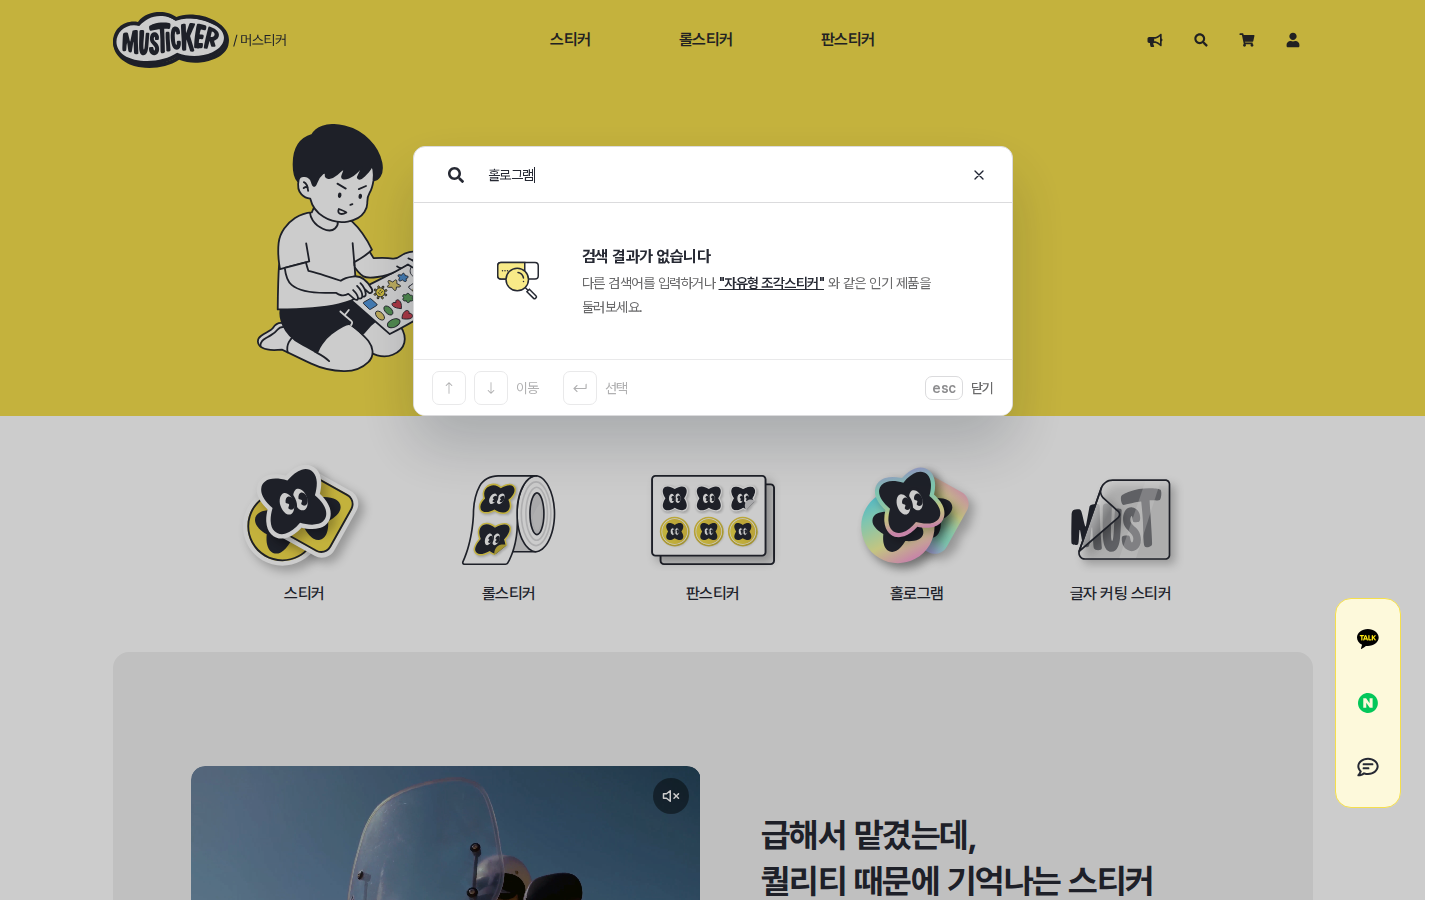 MUSTICKER
/ 머스티커
스티커
롤스티커
판스티커
홀로그램
검색 결과가 없습니다
다른 검색어를 입력하거나 "자유형 조각스티커" 와 같은 인기 제품을
둘러보세요.
↑ ↓ 이동
선택
esc 닫기
스티커
롤스티커
판스티커
홀로그램
MUST
글자 커팅 스티커
TALK
N
급해서 맡겼는데,
퀄리티 때문에 기억나는 스티커